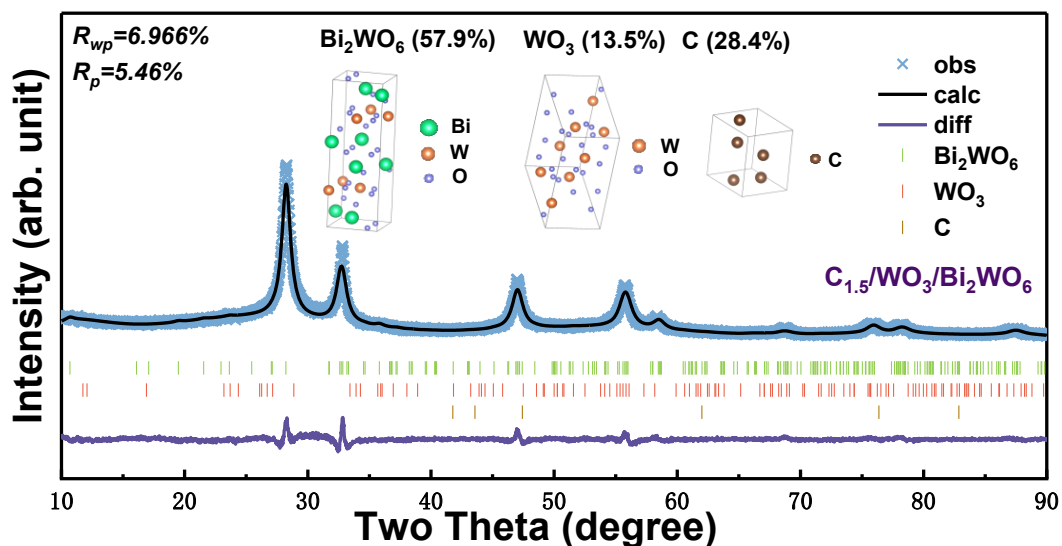 R_wp=6.966%
R_p=5.46%
Bi₂WO₆ (57.9%) WO₃ (13.5%) C (28.4%)
Bi
W
O
W
O
C
obs
calc
diff
Bi₂WO₆
WO₃
C
C₁.₅/WO₃/Bi₂WO₆
Intensity (arb. unit)
10 20 30 40 50 60 70 80 90
Two Theta (degree)